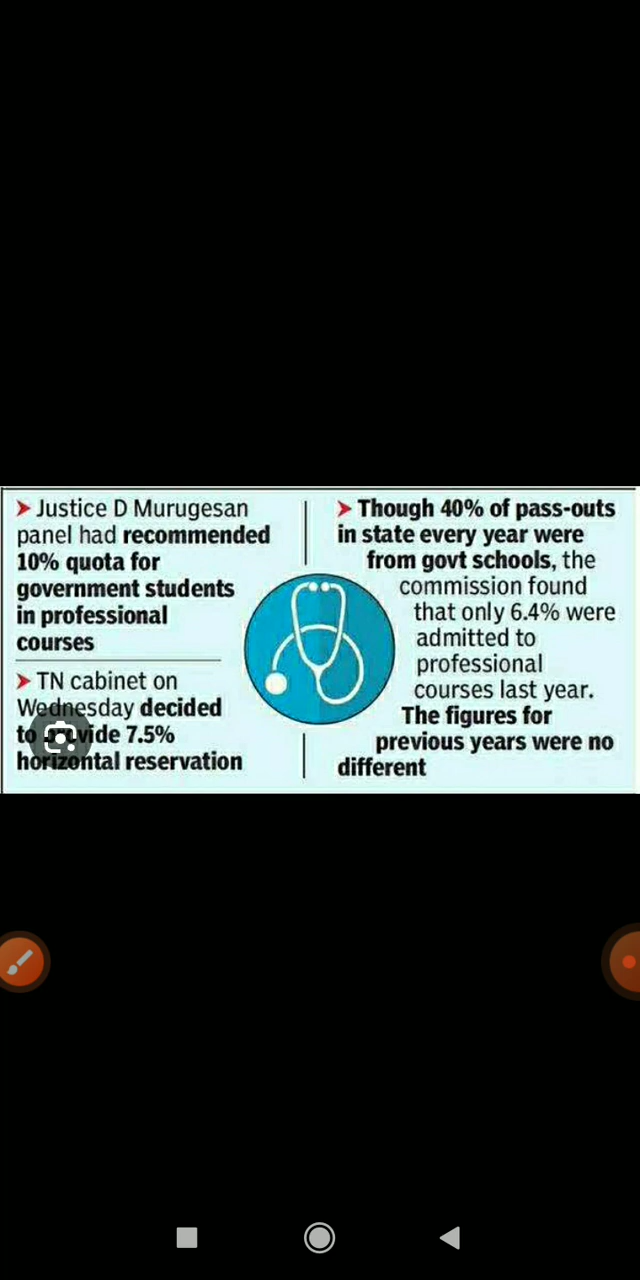 ➤ Justice D Murugesan
panel had recommended
10% quota for
government students
in professional
courses
➤ TN cabinet on
Wednesday decided
to provide 7.5%
horizontal reservation
➤ Though 40% of pass-outs
in state every year were
from govt schools, the
commission found
that only 6.4% were
admitted to
professional
courses last year.
The figures for
previous years were no
different